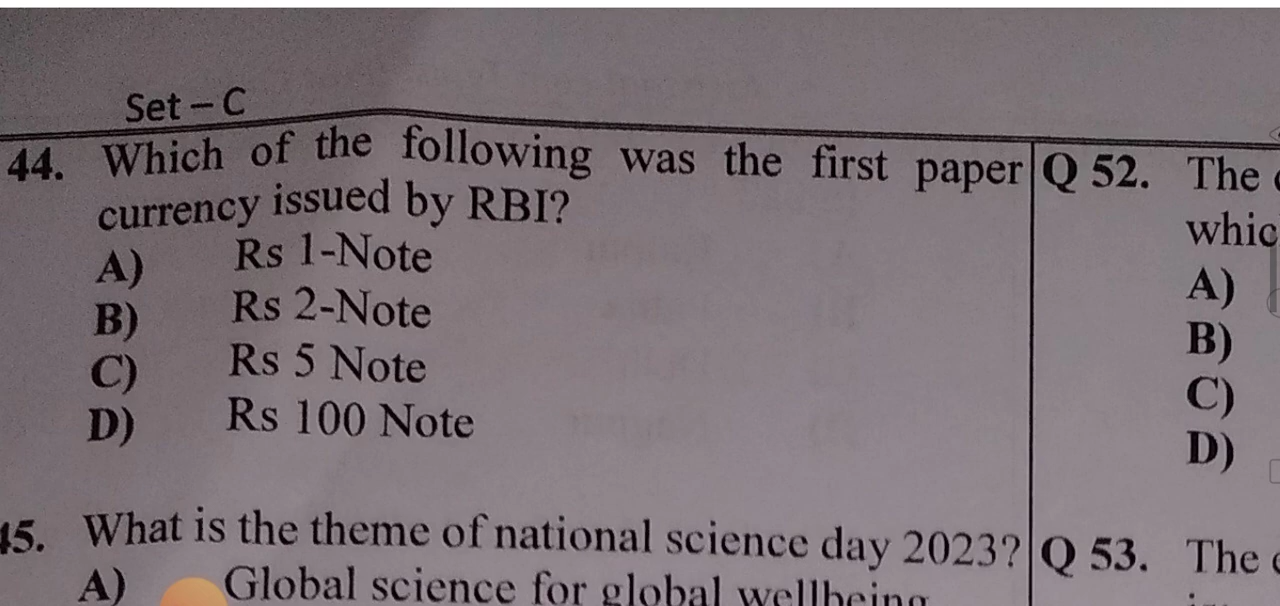 Set – C
44. Which of the following was the first paper
currency issued by RBI?
A) Rs 1-Note
B) Rs 2-Note
C) Rs 5 Note
D) Rs 100 Note
45. What is the theme of national science day 2023?
A) Global science for global wellbeing
Q 52. The
A)
B)
C)
D)
Q 53. The